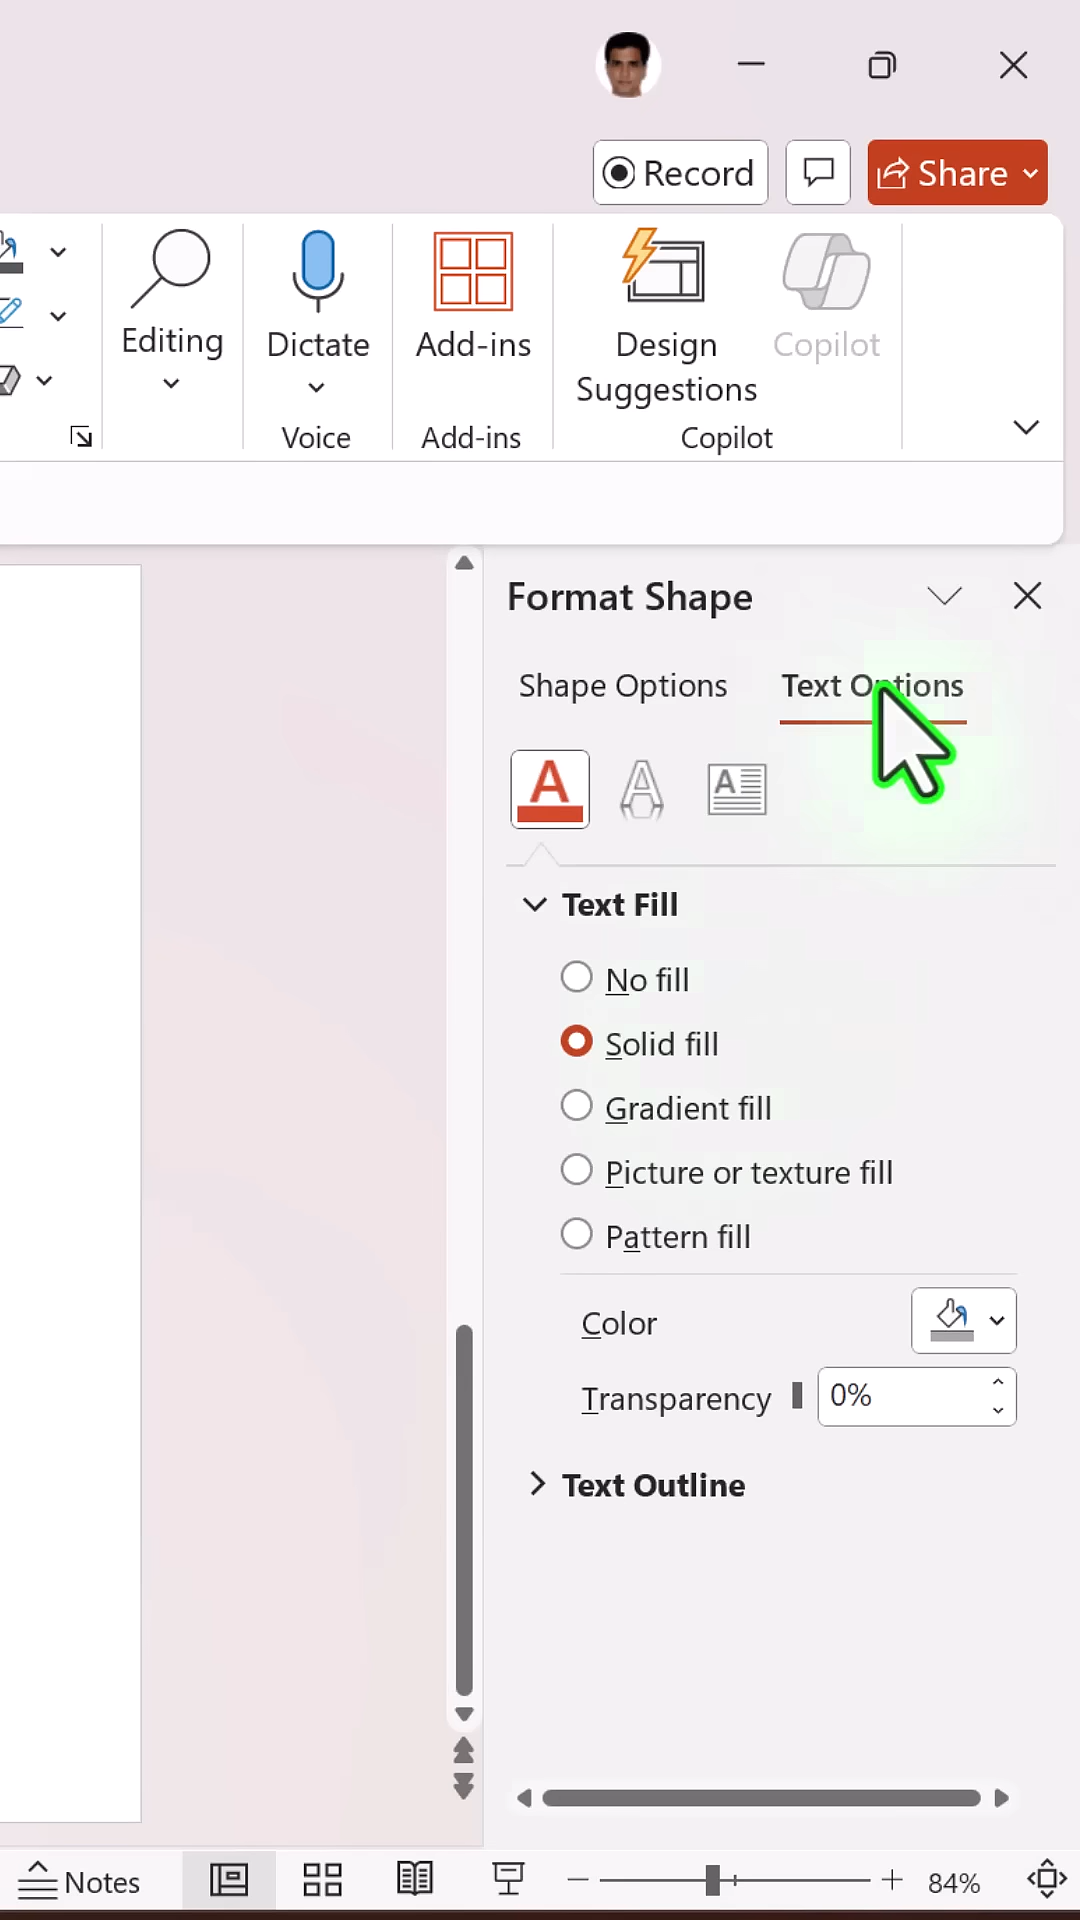 Record
Share
Editing
Dictate
Add-ins
Design
Suggestions
Copilot
Voice
Add-ins
Copilot
Format Shape
Shape Options
Text Options
Text Fill
No fill
Solid fill
Gradient fill
Picture or texture fill
Pattern fill
Color
Transparency
0%
Text Outline
Notes
84%